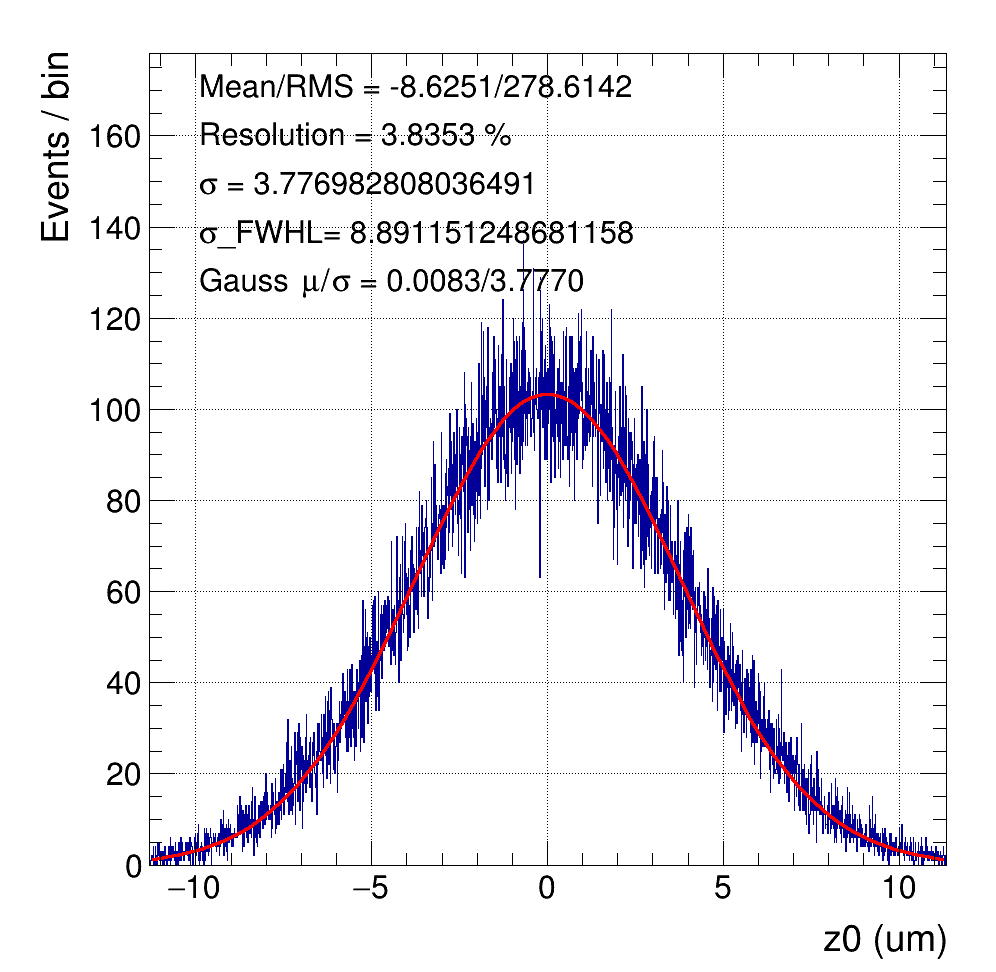 Events / bin
Mean/RMS = -8.6251/278.6142
Resolution = 3.8353 %
σ = 3.776982808036491
σ_FWHL= 8.891151248681158
Gauss μ/σ = 0.0083/3.7770
160
140
120
100
80
60
40
20
0
−10 −5 0 5 10
z0 (um)